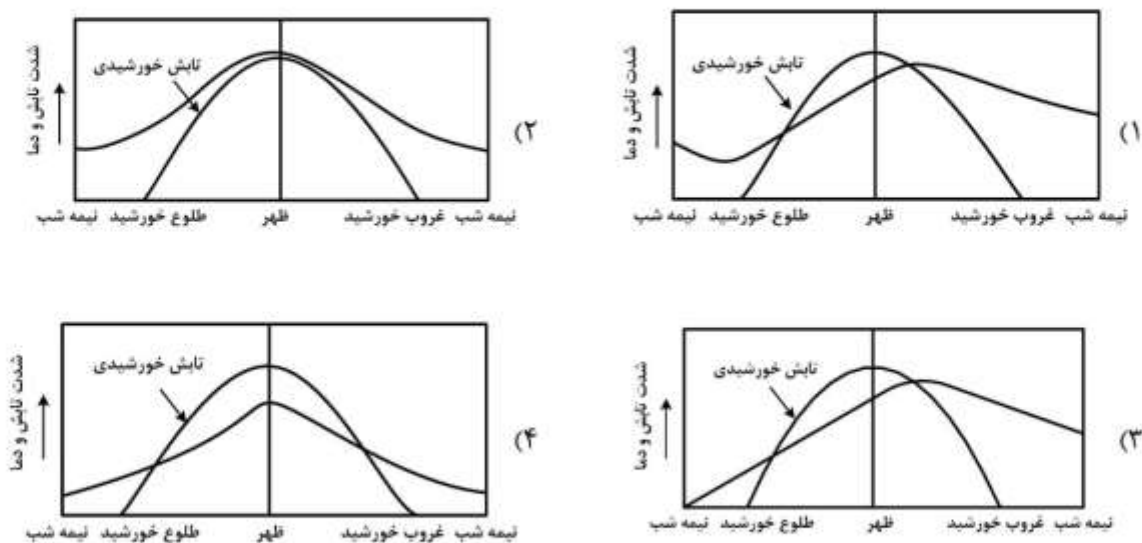 شدت تابش و دما
تابش خورشیدی
نیمه شب طلوع خورشید ظهر غروب خورشید نیمه شب
۱)
شدت تابش و دما
تابش خورشیدی
نیمه شب طلوع خورشید ظهر غروب خورشید نیمه شب
۲)
شدت تابش و دما
تابش خورشیدی
نیمه شب طلوع خورشید ظهر غروب خورشید نیمه شب
۳)
شدت تابش و دما
تابش خورشیدی
نیمه شب طلوع خورشید ظهر غروب خورشید نیمه شب
۴)